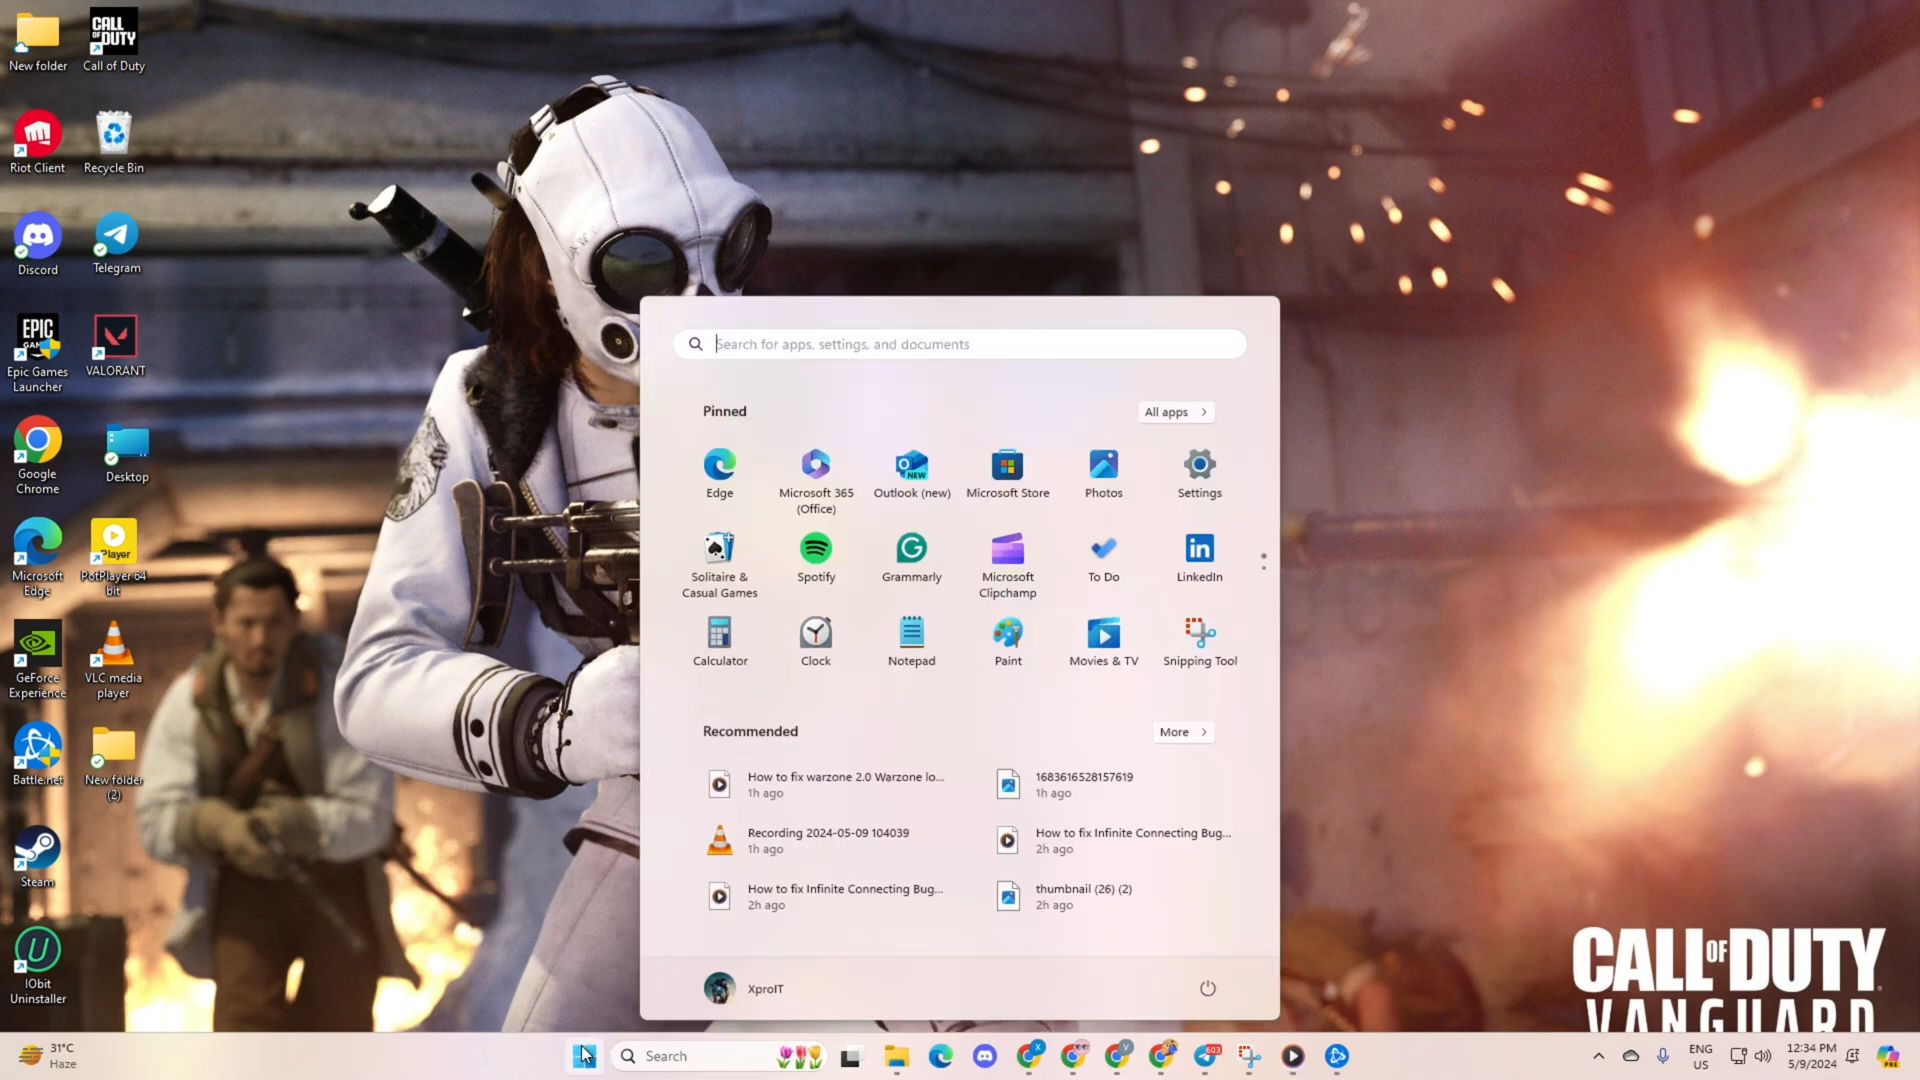 New folder
CALL OF DUTY
Call of Duty
Riot Client
Recycle Bin
Discord
Telegram
EPIC
GAMES
Epic Games
Launcher
VALORANT
Google
Chrome
Desktop
Microsoft
Edge
Player
PotPlayer 64
bit
GeForce
Experience
VLC media
player
Battle.net
New folder
(2)
Steam
IObit
Uninstaller
Search for apps, settings, and documents
Pinned
All apps
Edge
Microsoft 365
(Office)
NEW
Outlook (new)
Microsoft Store
Photos
Settings
Solitaire &
Casual Games
Spotify
Grammarly
Microsoft
Clipchamp
To Do
in
LinkedIn
Calculator
Clock
Notepad
Paint
Movies & TV
Snipping Tool
Recommended
More
How to fix warzone 2.0 Warzone lo...
1h ago
1683616528157619
1h ago
Recording 2024-05-09 104039
1h ago
How to fix Infinite Connecting Bug...
2h ago
How to fix Infinite Connecting Bug...
2h ago
thumbnail (26) (2)
2h ago
XproIT
CALL OF DUTY
VANGUARD
31°C
Haze
Search
X
V
603
ENG
US
12:34 PM
5/9/2024
PRE